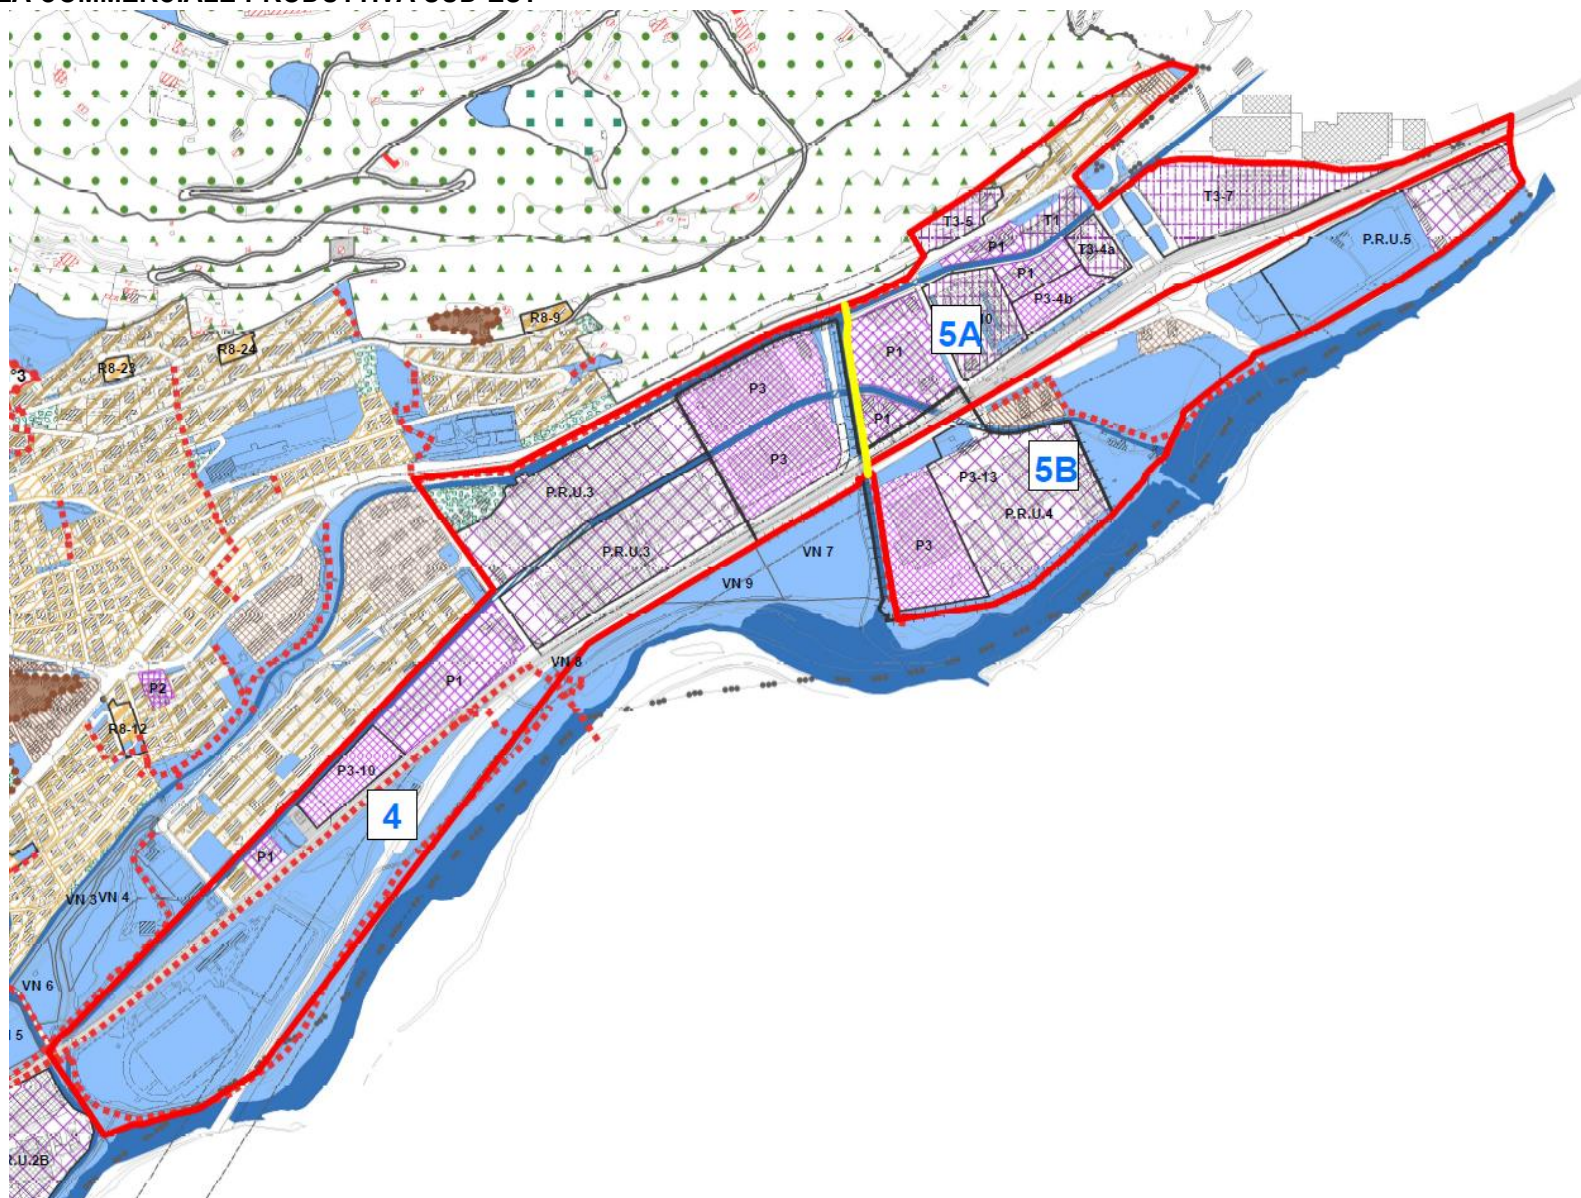 T3-5
T1
P1
T3-4a
T3-7
P.R.U.5
P1
P3-4b
5A
P1
R8-9
R8-24
R8-23
P3
P1
P3
P3-13
5B
P.R.U.4
P.R.U.3
P.R.U.3
P3
VN 7
VN 9
VN 8
P1
P2
R8-12
P3-10
4
P1
VN 3
VN 4
VN 6